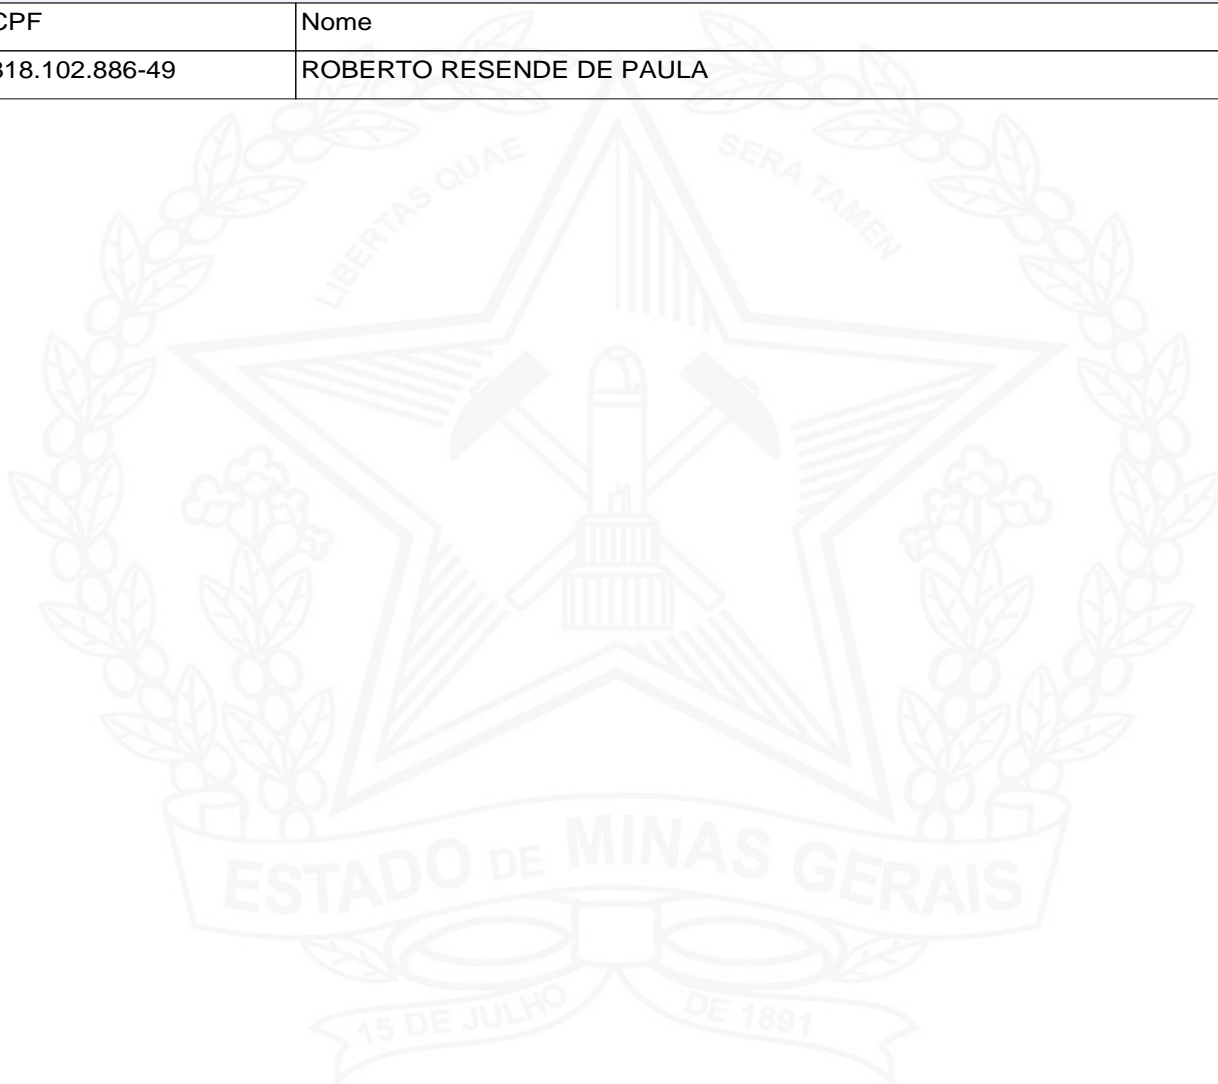 CPF Nome
818.102.886-49 ROBERTO RESENDE DE PAULA
LIBERTAS QUAE SERA TAMEN
ESTADO DE MINAS GERAIS
15 DE JULHO DE 1891